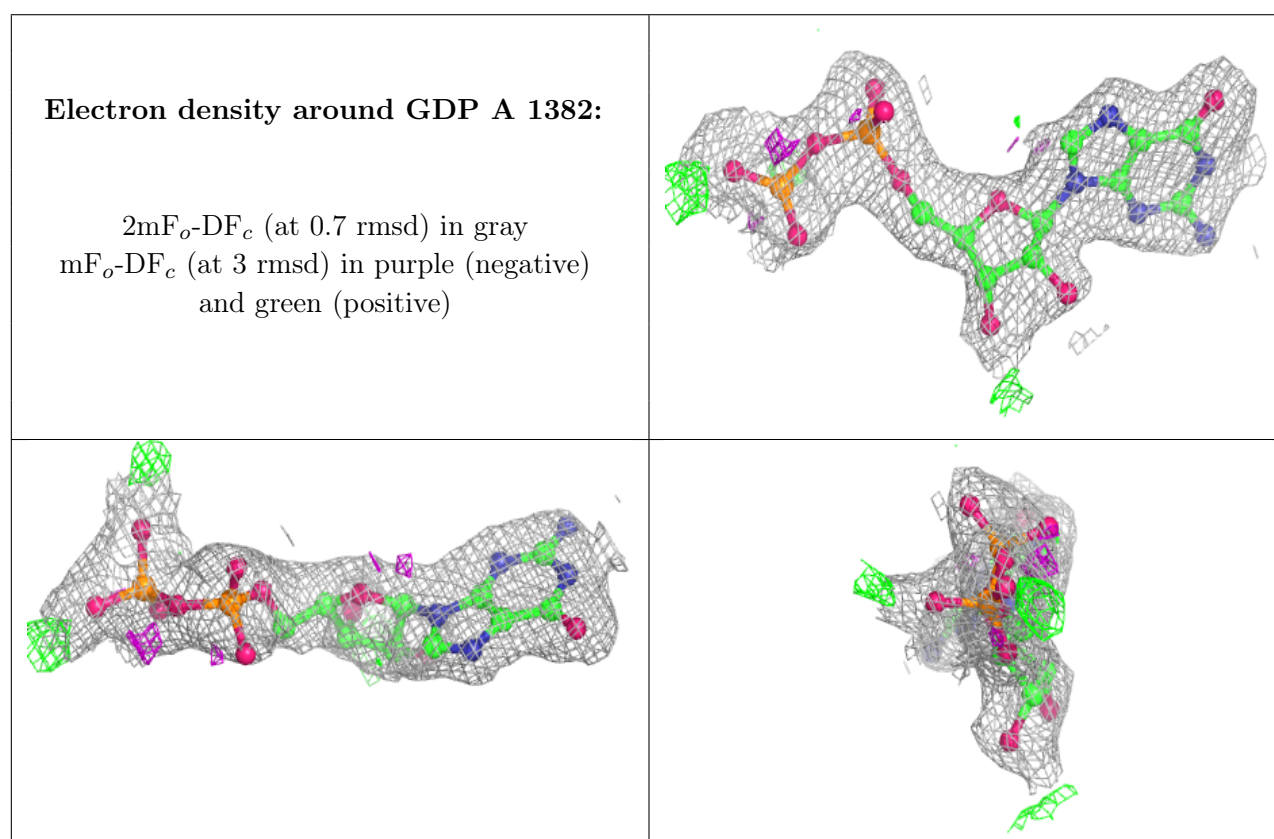 Electron density around GDP A 1382:
2mFo-DFc (at 0.7 rmsd) in gray
mFo-DFc (at 3 rmsd) in purple (negative)
and green (positive)